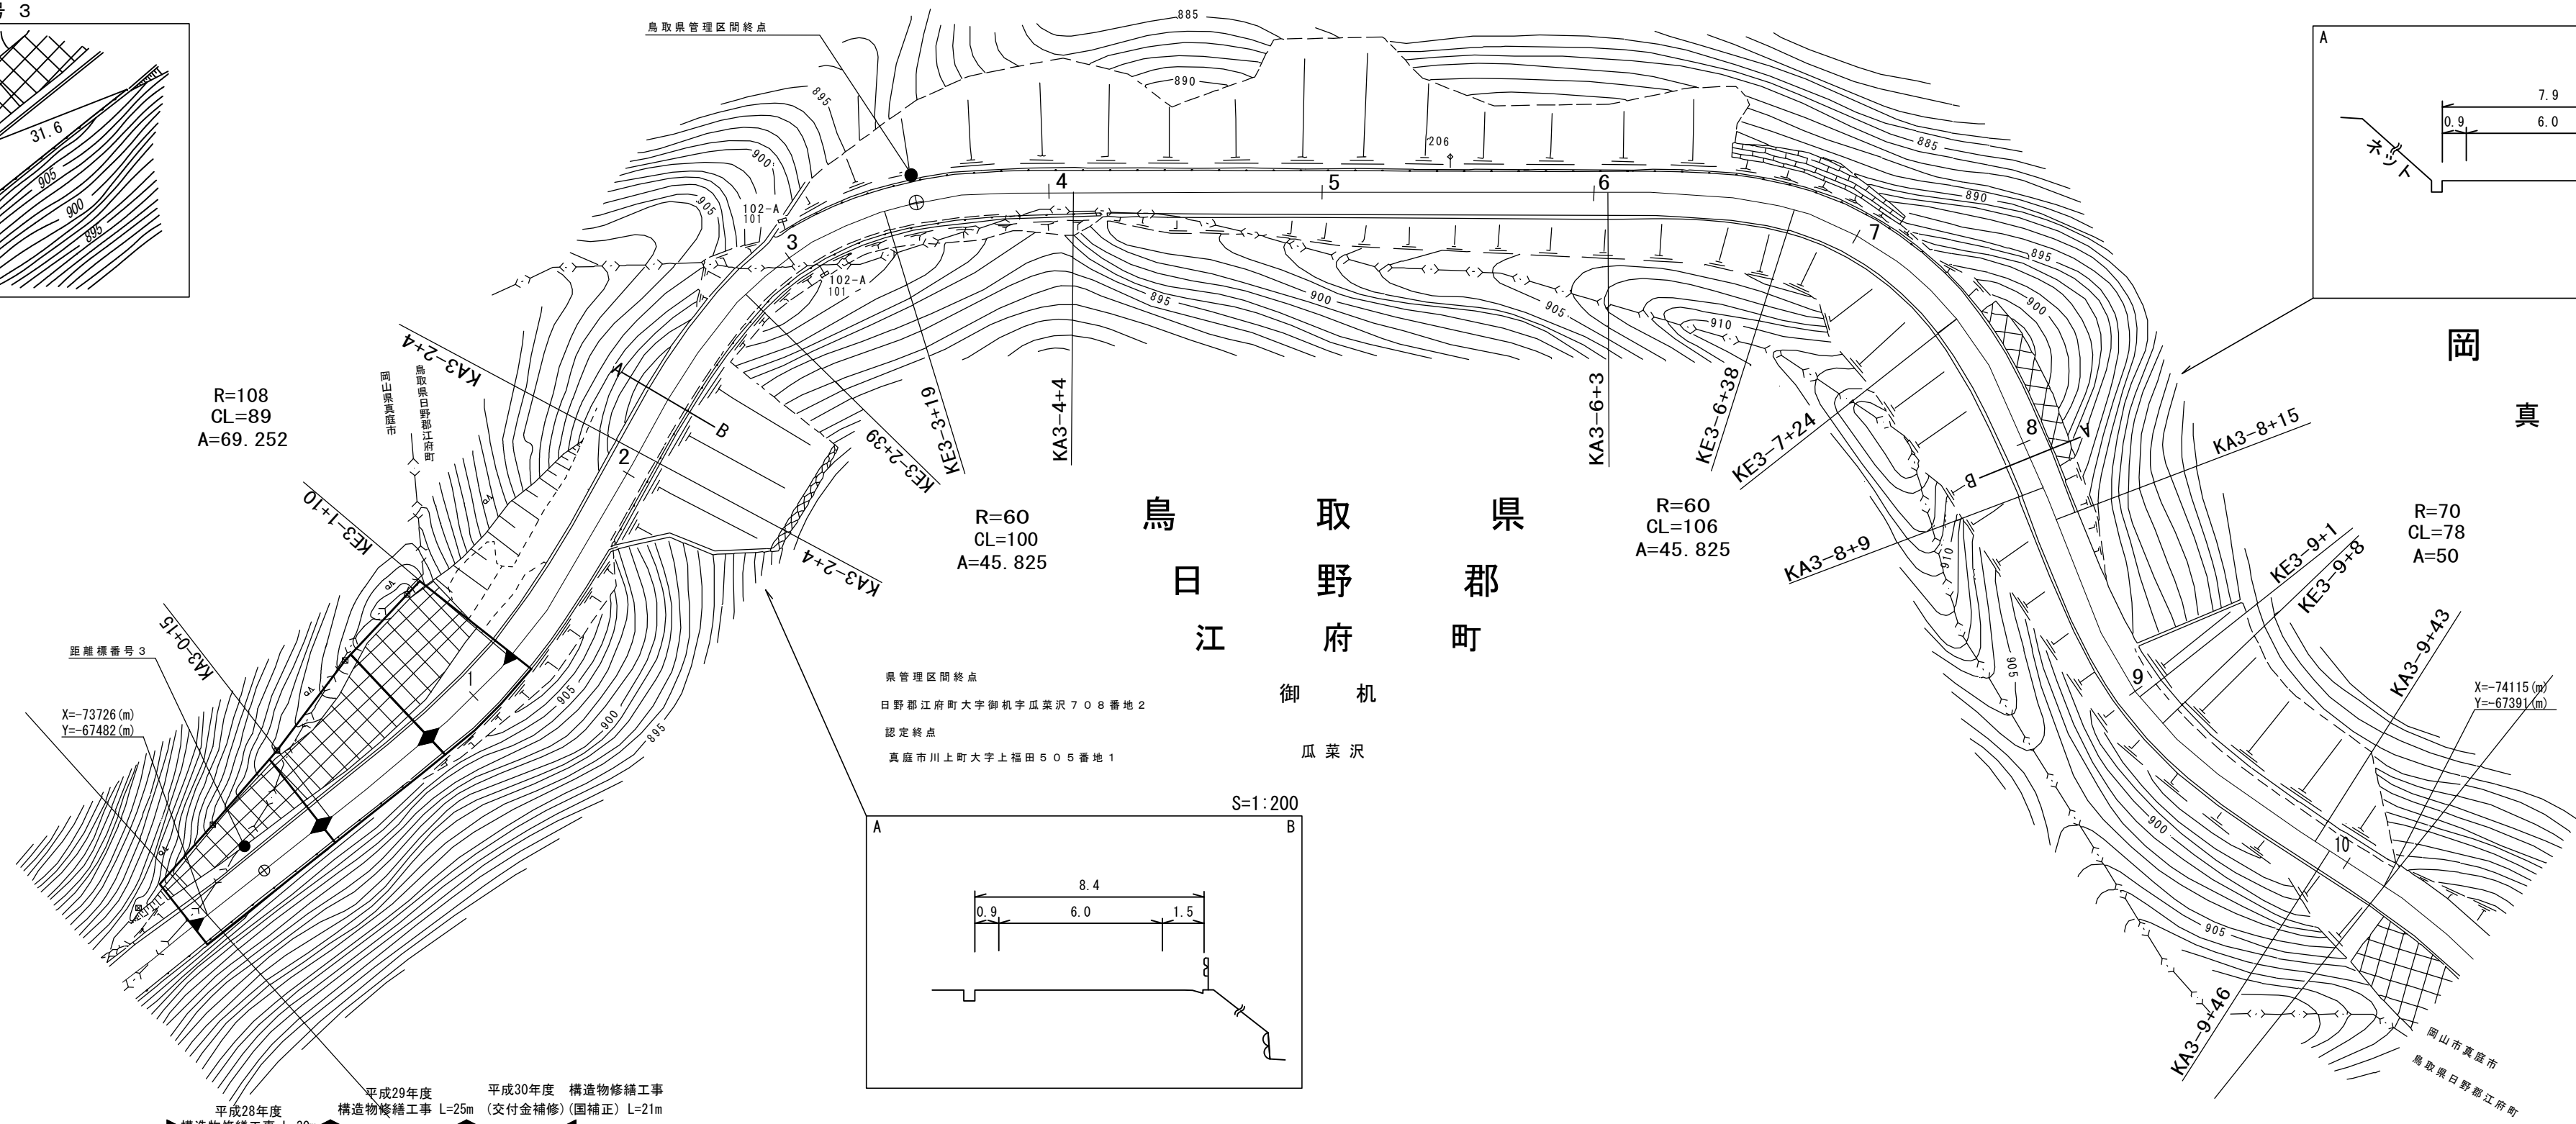 号 3
31.6
905
900
895
鳥取県管理区間終点
885
890
895
900
905
102-A
101
102-A
101
206
3
4
5
6
7
8
9
10
2
1
885
890
895
900
895
900
905
910
910
905
900
905
905
900
895
A
7.9
0.9
6.0
ネット
岡
真
R=108
CL=89
A=69.252
岡山県真庭市
鳥取県日野郡江府町
KA3-2+4
A
B
KA3-2+4
KE3-2+39
KE3-3+19
KA3-4+4
KA3-6+3
KE3-6+38
KE3-7+24
A
B
KA3-8+15
KA3-8+9
KE3-9+1
KE3-9+8
KA3-9+43
KA3-9+46
KE3-1+10
KA3-0+15
R=60
CL=100
A=45.825
鳥取県
日野郡
江府町
御机
瓜菜沢
R=60
CL=106
A=45.825
R=70
CL=78
A=50
距離標番号3
X=-73726(m)
Y=-67482(m)
X=-74115(m)
Y=-67391(m)
県管理区間終点
日野郡江府町大字御机字瓜菜沢708番地2
認定終点
真庭市川上町大字上福田505番地1
S=1:200
A
B
8.4
0.9
6.0
1.5
岡山市真庭市
鳥取県日野郡江府町
平成28年度
平成29年度
構造物修繕工事 L=25m
平成30年度 構造物修繕工事
(交付金補修)(国補正) L=21m